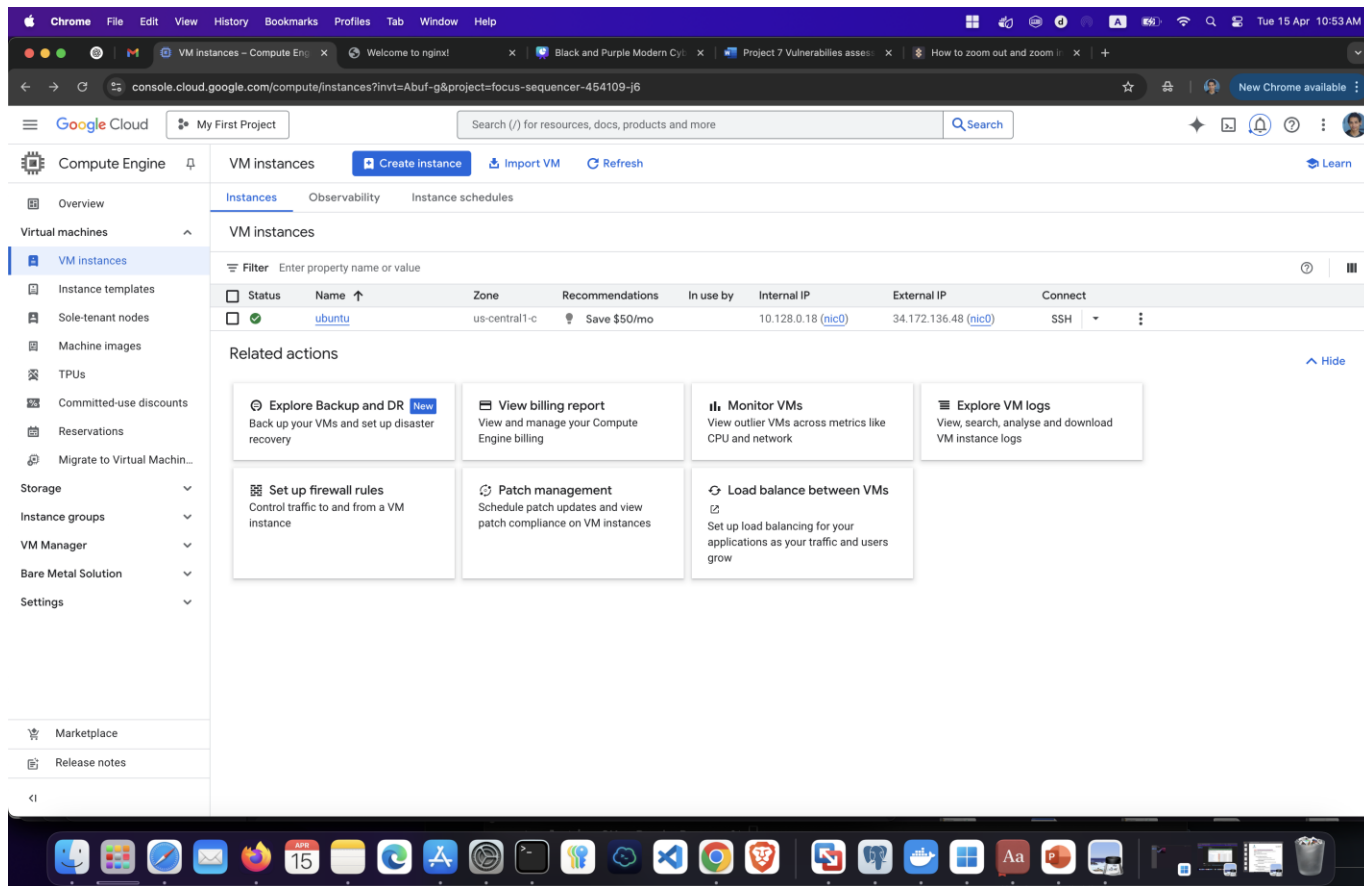 Chrome File Edit View History Bookmarks Profiles Tab Window Help
A
Tue 15 Apr 10:53 AM
VM instances – Compute Eng
Welcome to nginx!
Black and Purple Modern Cyb
Project 7 Vulnerabilies assess
How to zoom out and zoom in
console.cloud.google.com/compute/instances?invt=Abuf-g&project=focus-sequencer-454109-j6
New Chrome available
Google Cloud
My First Project
Search (/) for resources, docs, products and more
Search
Compute Engine
VM instances
Create instance
Import VM
Refresh
Learn
Overview
Virtual machines
VM instances
Instance templates
Sole-tenant nodes
Machine images
TPUs
Committed-use discounts
Reservations
Migrate to Virtual Machin...
Storage
Instance groups
VM Manager
Bare Metal Solution
Settings
Marketplace
Release notes
Instances Observability Instance schedules
VM instances
Filter Enter property name or value
Status Name Zone Recommendations In use by Internal IP External IP Connect
ubuntu us-central1-c Save $50/mo 10.128.0.18 (nic0) 34.172.136.48 (nic0) SSH
Related actions
Hide
Explore Backup and DR New
Back up your VMs and set up disaster
recovery
View billing report
View and manage your Compute
Engine billing
Monitor VMs
View outlier VMs across metrics like
CPU and network
Explore VM logs
View, search, analyse and download
VM instance logs
Set up firewall rules
Control traffic to and from a VM
instance
Patch management
Schedule patch updates and view
patch compliance on VM instances
Load balance between VMs
Set up load balancing for your
applications as your traffic and users
grow
APR
15
Aa